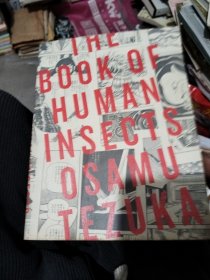 THE
BOOK OF
HUMAN
INSECTS
OSAMU
TEZUKA